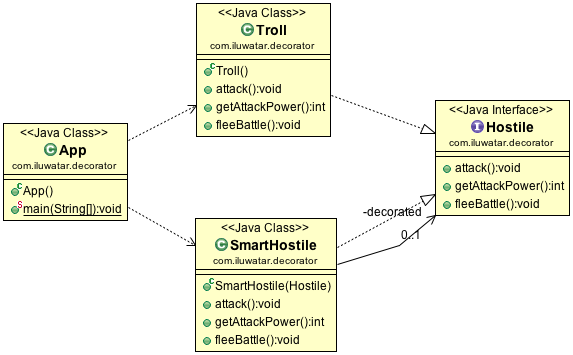 <<Java Class>>
Troll
com.iluwatar.decorator
Troll()
attack():void
getAttackPower():int
fleeBattle():void
<<Java Interface>>
Hostile
com.iluwatar.decorator
attack():void
getAttackPower():int
fleeBattle():void
<<Java Class>>
App
com.iluwatar.decorator
App()
main(String[]):void
-decorated
0..1
<<Java Class>>
SmartHostile
com.iluwatar.decorator
SmartHostile(Hostile)
attack():void
getAttackPower():int
fleeBattle():void